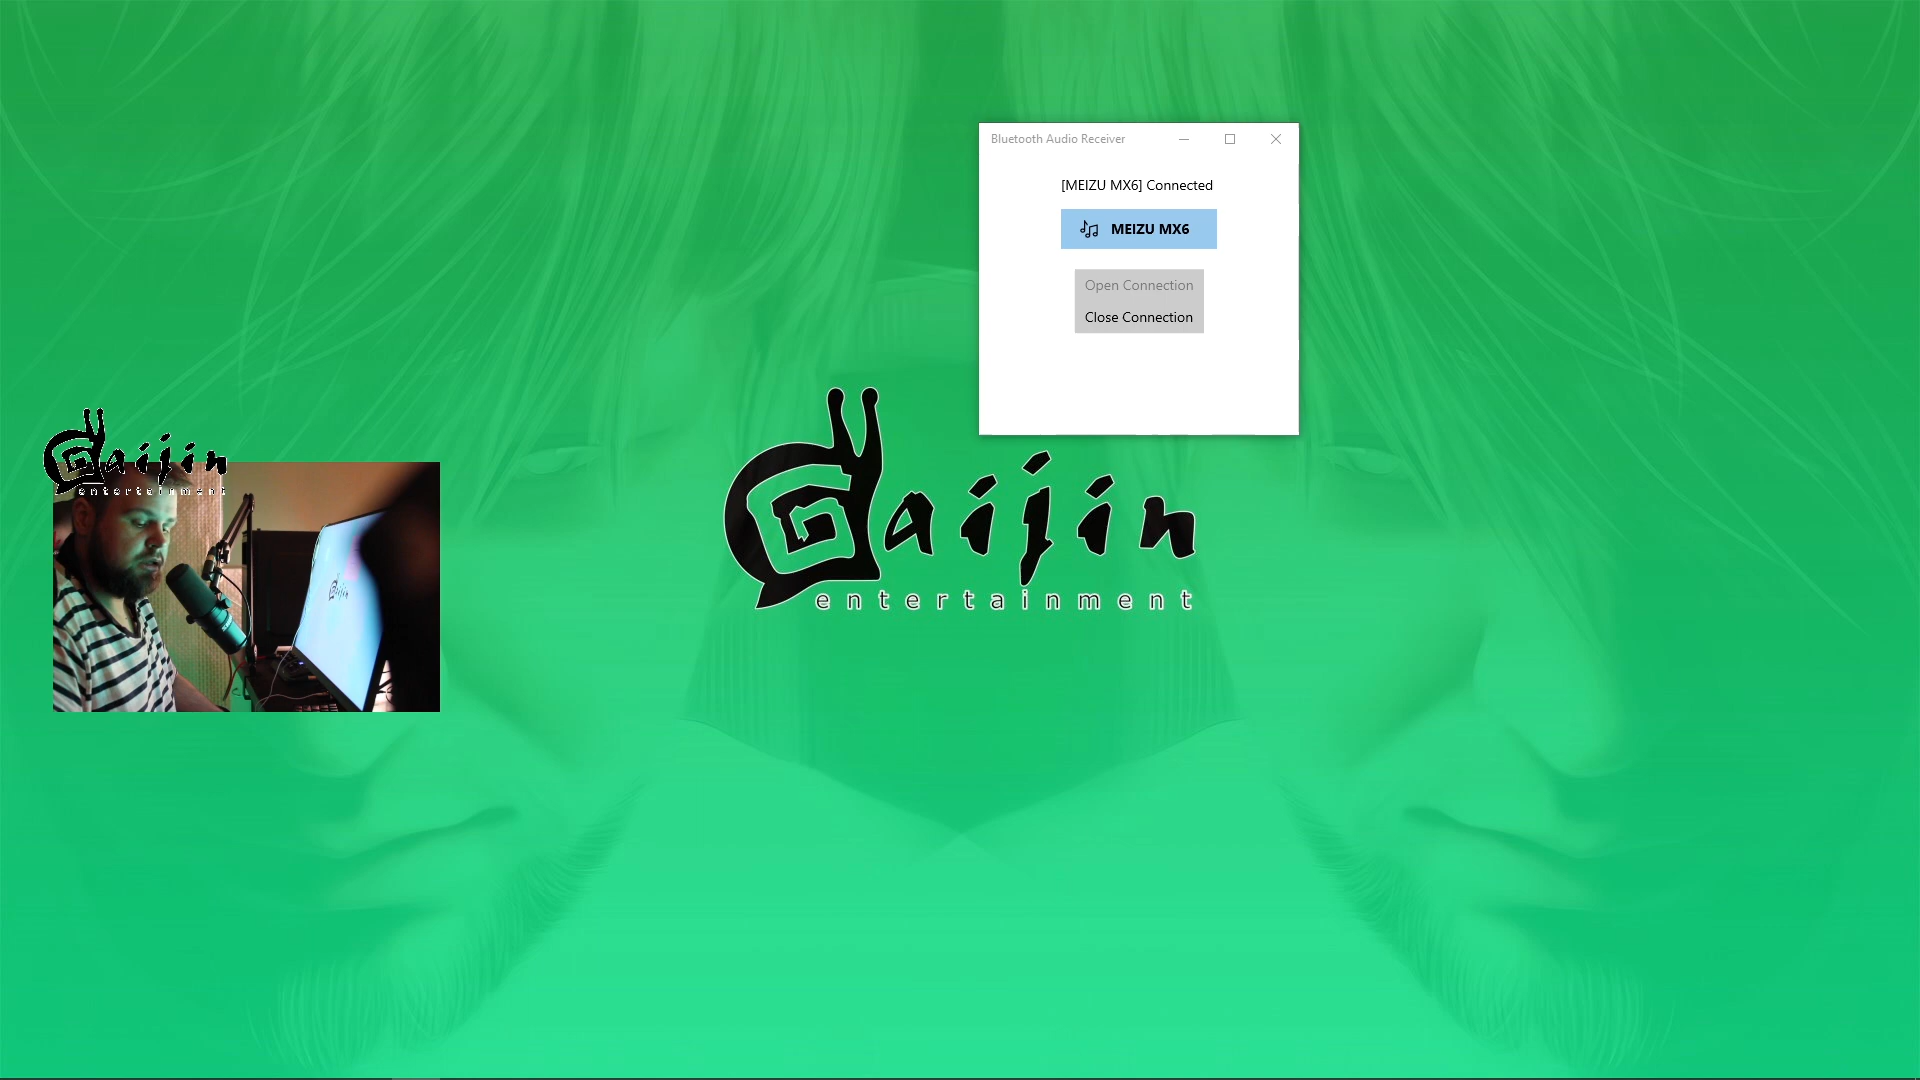 Bluetooth Audio Receiver
[MEIZU MX6] Connected
MEIZU MX6
Open Connection
Close Connection
Gaijin
entertainment
Gaijin
entertainment